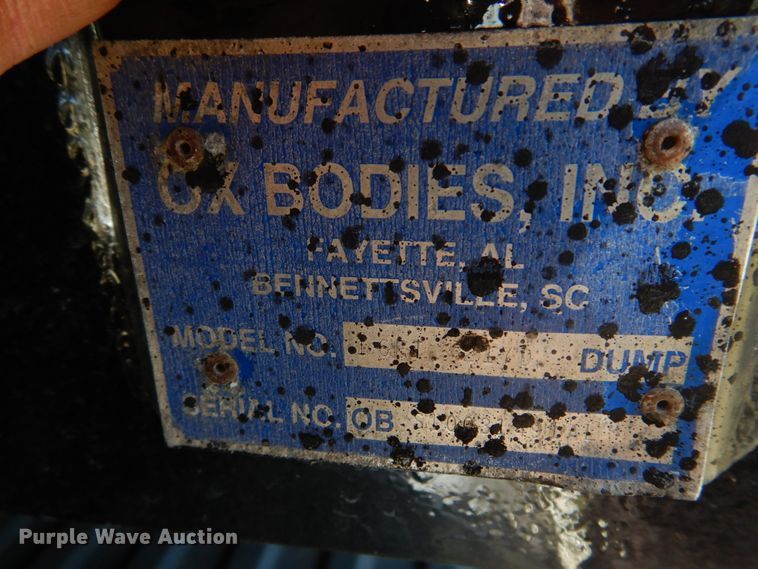 MANUFACTURED BY
OX BODIES, INC.
FAYETTE, AL
BENNETTSVILLE, SC
MODEL NO. DUMP
SERIAL NO. OB
Purple Wave Auction